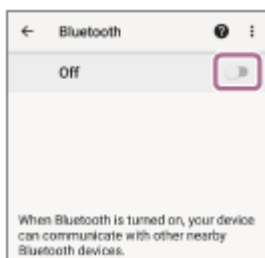 Bluetooth
Off
When Bluetooth is turned on, your device
can communicate with other nearby
Bluetooth devices.